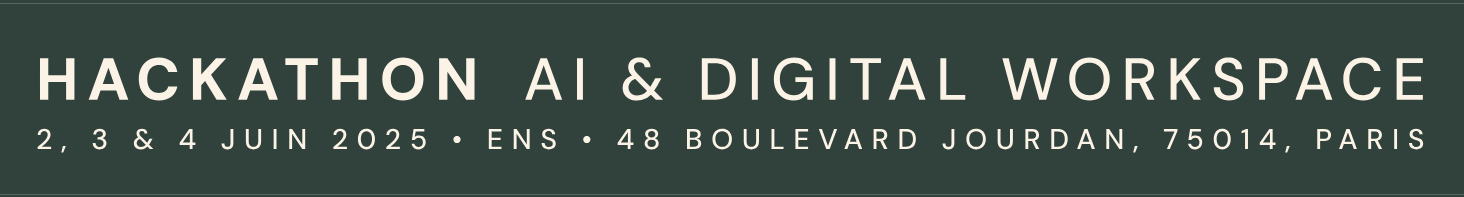 HACKATHON AI & DIGITAL WORKSPACE
2, 3 & 4 JUIN 2025 • ENS • 48 BOULEVARD JOURDAN, 75014, PARIS